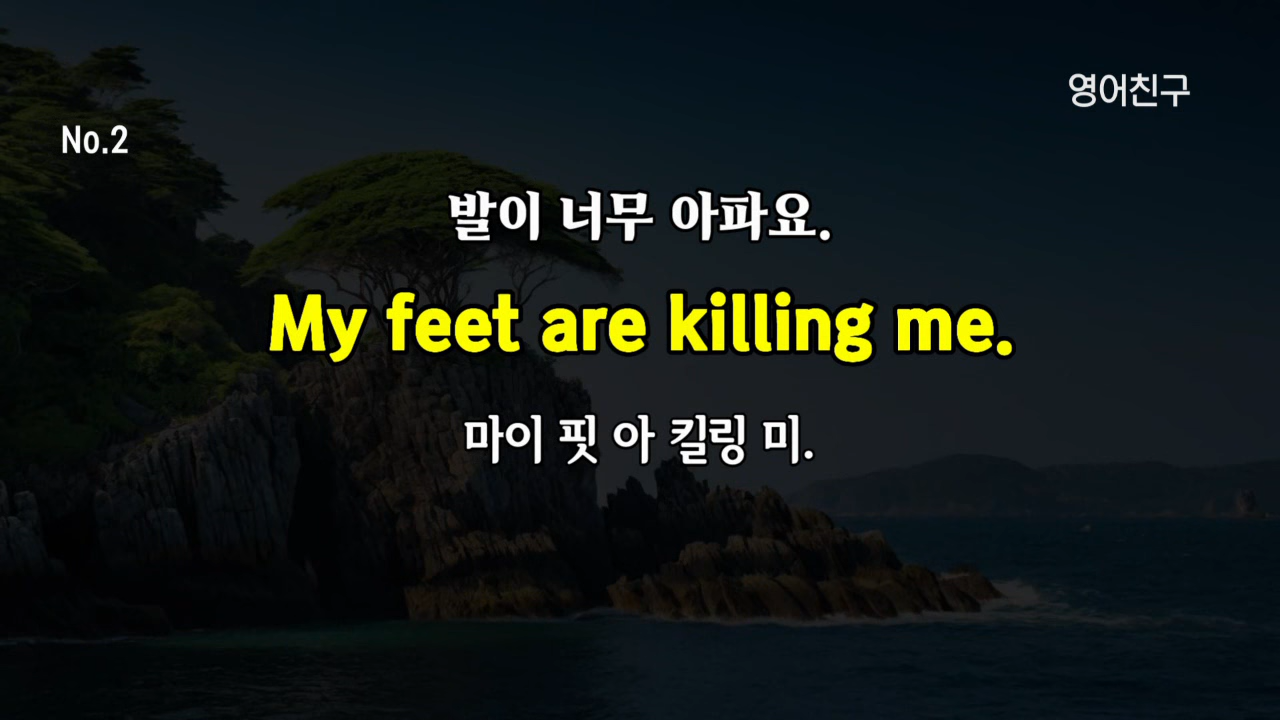 영어친구
No.2
발이 너무 아파요.
My feet are killing me.
마이 핏 아 킬링 미.